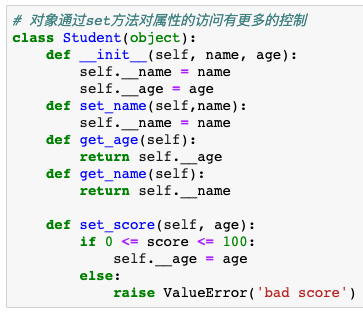 # 对象通过set方法对属性的访问有更多的控制
class Student(object):
    def __init__(self, name, age):
        self.__name = name
        self.__age = age
    def set_name(self,name):
        self.__name = name
    def get_age(self):
        return self.__age
    def get_name(self):
        return self.__name

    def set_score(self, age):
        if 0 <= score <= 100:
            self.__age = age
        else:
            raise ValueError('bad score')